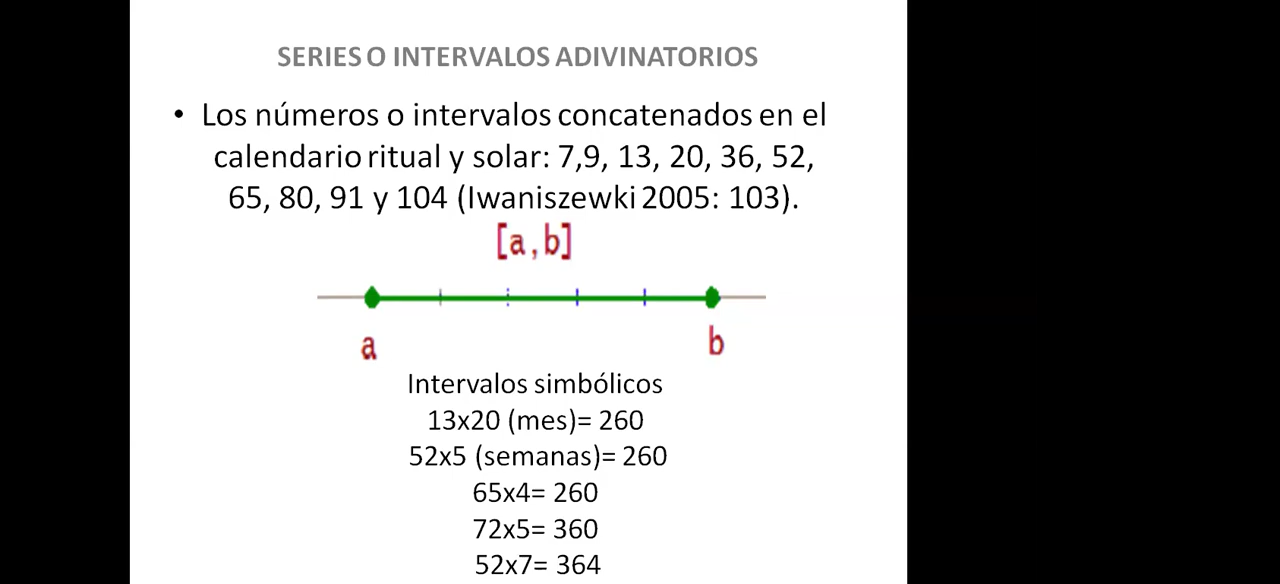 SERIES O INTERVALOS ADIVINATORIOS
• Los números o intervalos concatenados en el
calendario ritual y solar: 7,9, 13, 20, 36, 52,
65, 80, 91 y 104 (Iwaniszewki 2005: 103).
[a,b]
a b
Intervalos simbólicos
13x20 (mes)= 260
52x5 (semanas)= 260
65x4= 260
72x5= 360
52x7= 364